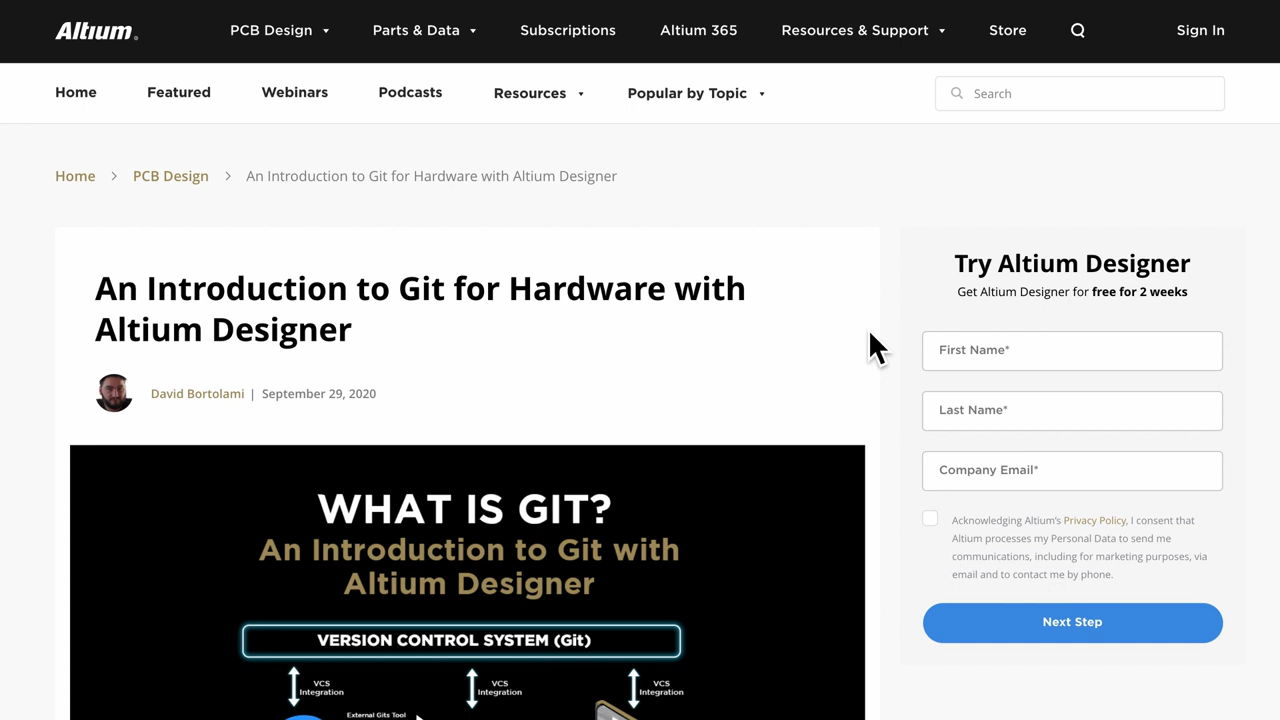 Altium®
PCB Design
Parts & Data
Subscriptions
Altium 365
Resources & Support
Store
Sign In
Home
Featured
Webinars
Podcasts
Resources
Popular by Topic
Search
Home
PCB Design
An Introduction to Git for Hardware with Altium Designer
An Introduction to Git for Hardware with
Altium Designer
David Bortolami | September 29, 2020
WHAT IS GIT?
An Introduction to Git with
Altium Designer
VERSION CONTROL SYSTEM (Git)
VCS
Integration
VCS
Integration
VCS
Integration
External Gits Tool
Try Altium Designer
Get Altium Designer for free for 2 weeks
First Name*
Last Name*
Company Email*
Acknowledging Altium's Privacy Policy, I consent that
Altium processes my Personal Data to send me
communications, including for marketing purposes, via
email and to contact me by phone.
Next Step